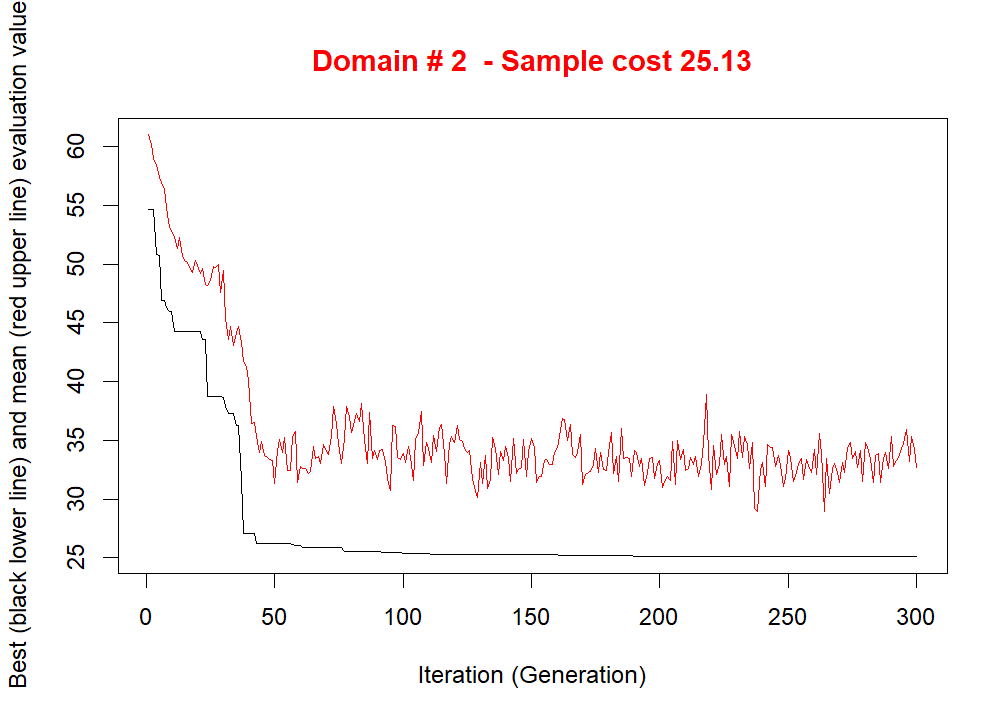 Domain # 2  - Sample cost 25.13
Best (black lower line) and mean (red upper line) evaluation value
60
55
50
45
40
35
30
25
0 50 100 150 200 250 300
Iteration (Generation)